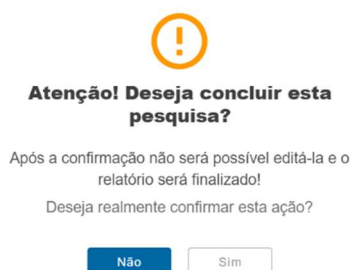 Atenção! Deseja concluir esta
pesquisa?
Após a confirmação não será possível editá-la e o
relatório será finalizado!
Deseja realmente confirmar esta ação?
Não
Sim